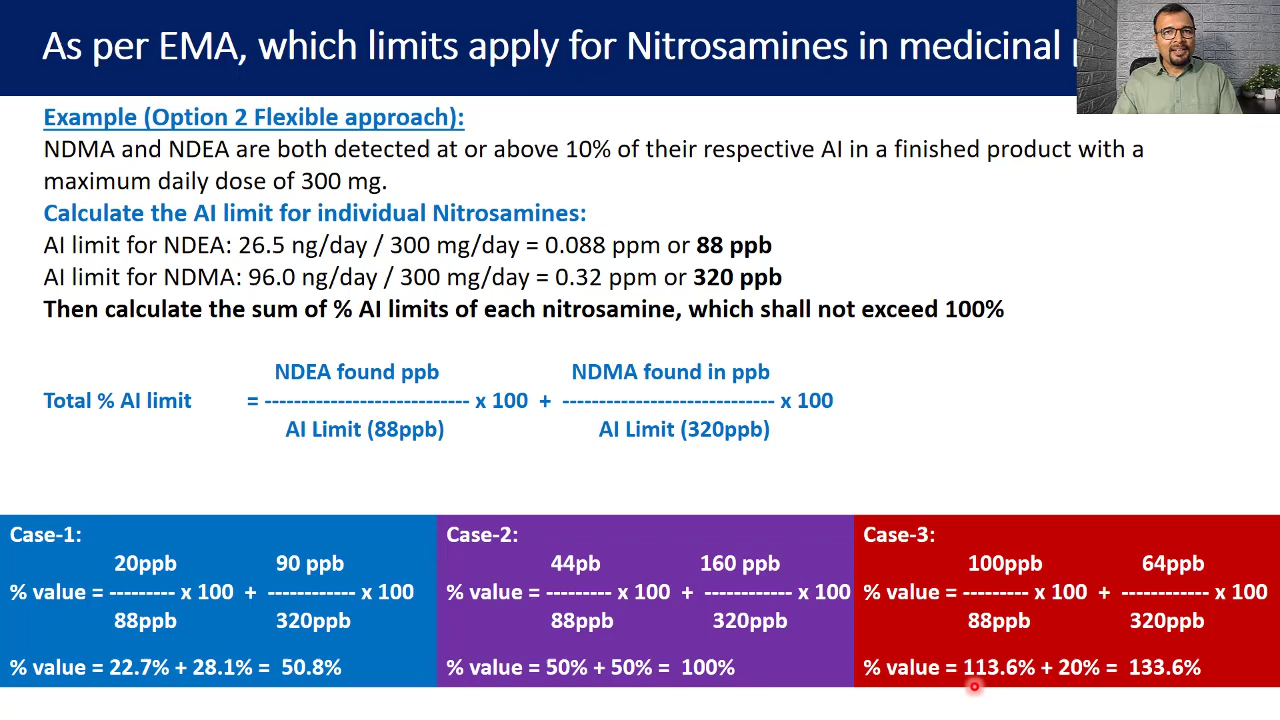 As per EMA, which limits apply for Nitrosamines in medicinal
Example (Option 2 Flexible approach):
NDMA and NDEA are both detected at or above 10% of their respective AI in a finished product with a
maximum daily dose of 300 mg.
Calculate the AI limit for individual Nitrosamines:
AI limit for NDEA: 26.5 ng/day / 300 mg/day = 0.088 ppm or 88 ppb
AI limit for NDMA: 96.0 ng/day / 300 mg/day = 0.32 ppm or 320 ppb
Then calculate the sum of % AI limits of each nitrosamine, which shall not exceed 100%
NDEA found ppb NDMA found in ppb
Total % AI limit = ---------------------------- x 100 + ----------------------------- x 100
AI Limit (88ppb) AI Limit (320ppb)
Case-1:
20ppb 90 ppb
% value = --------- x 100 + ------------ x 100
88ppb 320ppb
% value = 22.7% + 28.1% = 50.8%
Case-2:
44pb 160 ppb
% value = --------- x 100 + ------------ x 100
88ppb 320ppb
% value = 50% + 50% = 100%
Case-3:
100ppb 64ppb
% value = --------- x 100 + ------------ x 100
88ppb 320ppb
% value = 113.6% + 20% = 133.6%